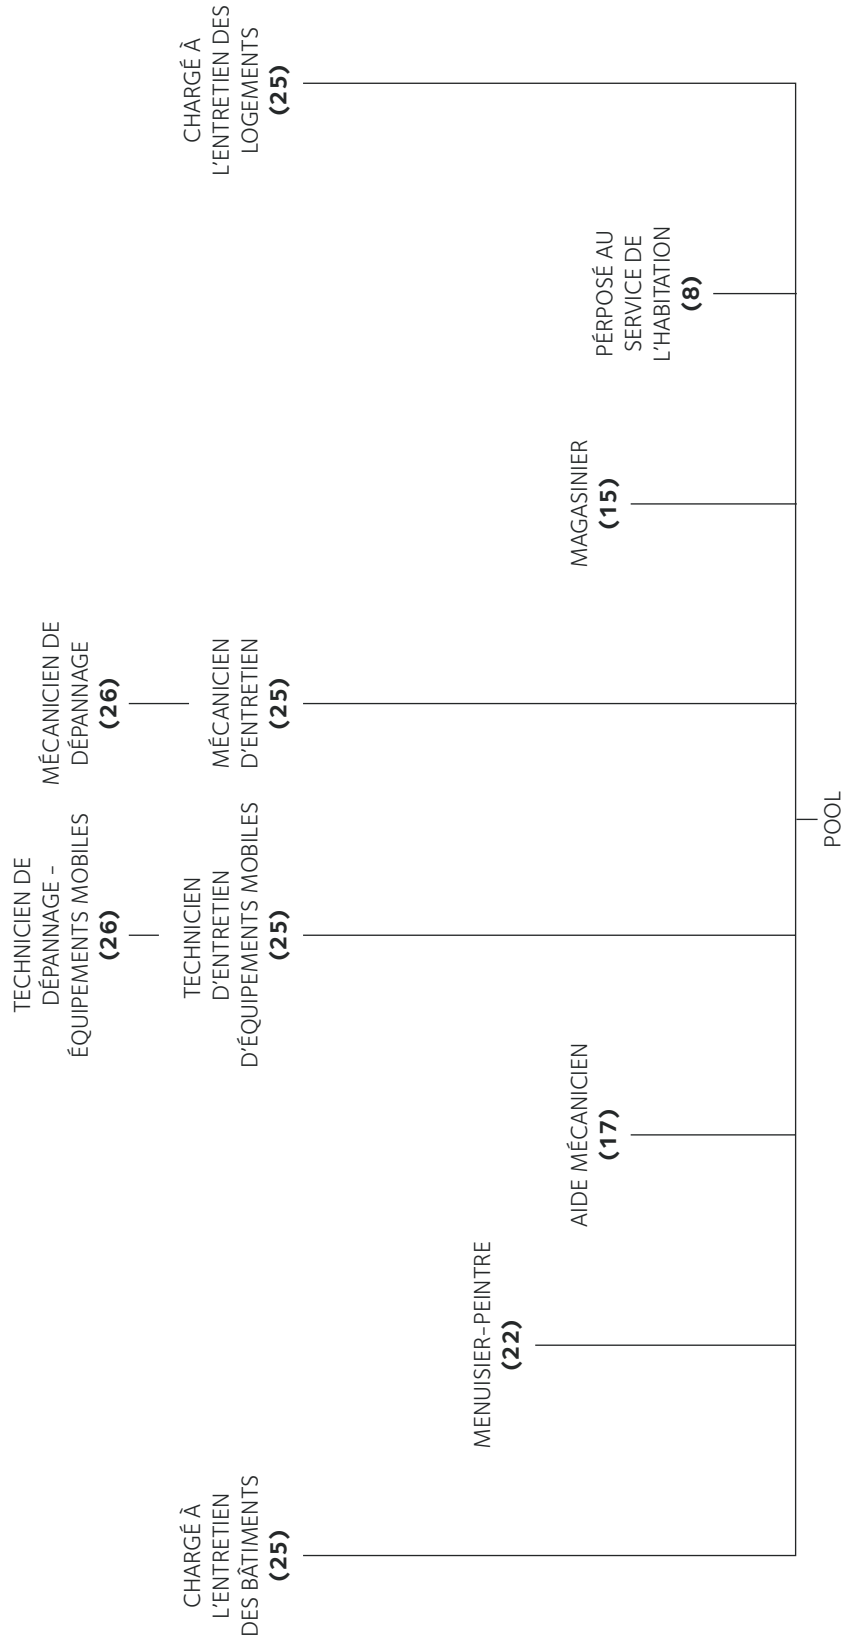 TECHNICIEN DE
DÉPANNAGE –
ÉQUIPEMENTS MOBILES
(26)
MÉCANICIEN DE
DÉPANNAGE
(26)
CHARGÉ À
L'ENTRETIEN
DES BÂTIMENTS
(25)
TECHNICIEN
D'ENTRETIEN
D'ÉQUIPEMENTS MOBILES
(25)
MÉCANICIEN
D'ENTRETIEN
(25)
CHARGÉ À
L'ENTRETIEN DES
LOGEMENTS
(25)
MENUISIER-PEINTRE
(22)
AIDE MÉCANICIEN
(17)
MAGASINIER
(15)
PÉRPOSÉ AU
SERVICE DE
L'HABITATION
(8)
POOL